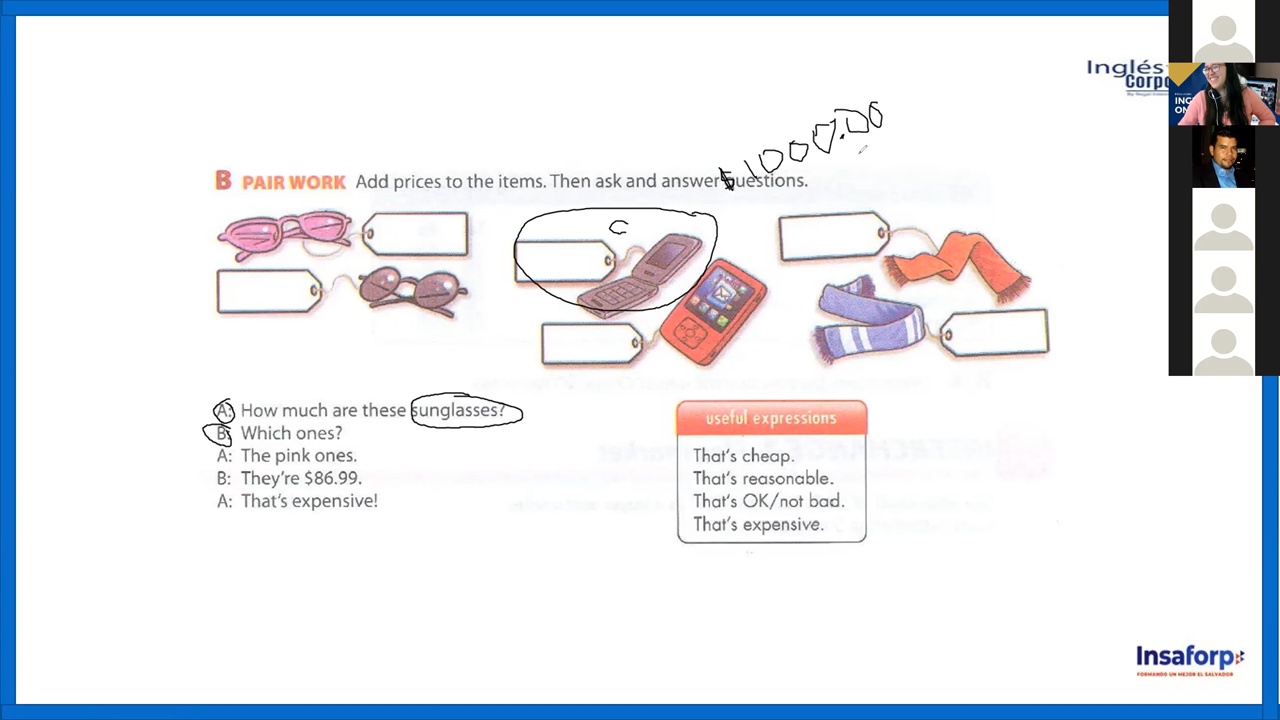 Inglés
Corpo
$1000.00
B PAIR WORK Add prices to the items. Then ask and answer questions.
C
A: How much are these sunglasses?
B: Which ones?
A: The pink ones.
B: They're $86.99.
A: That's expensive!
useful expressions
That's cheap.
That's reasonable.
That's OK/not bad.
That's expensive.
Insaforp
FORMANDO UN MEJOR EL SALVADOR